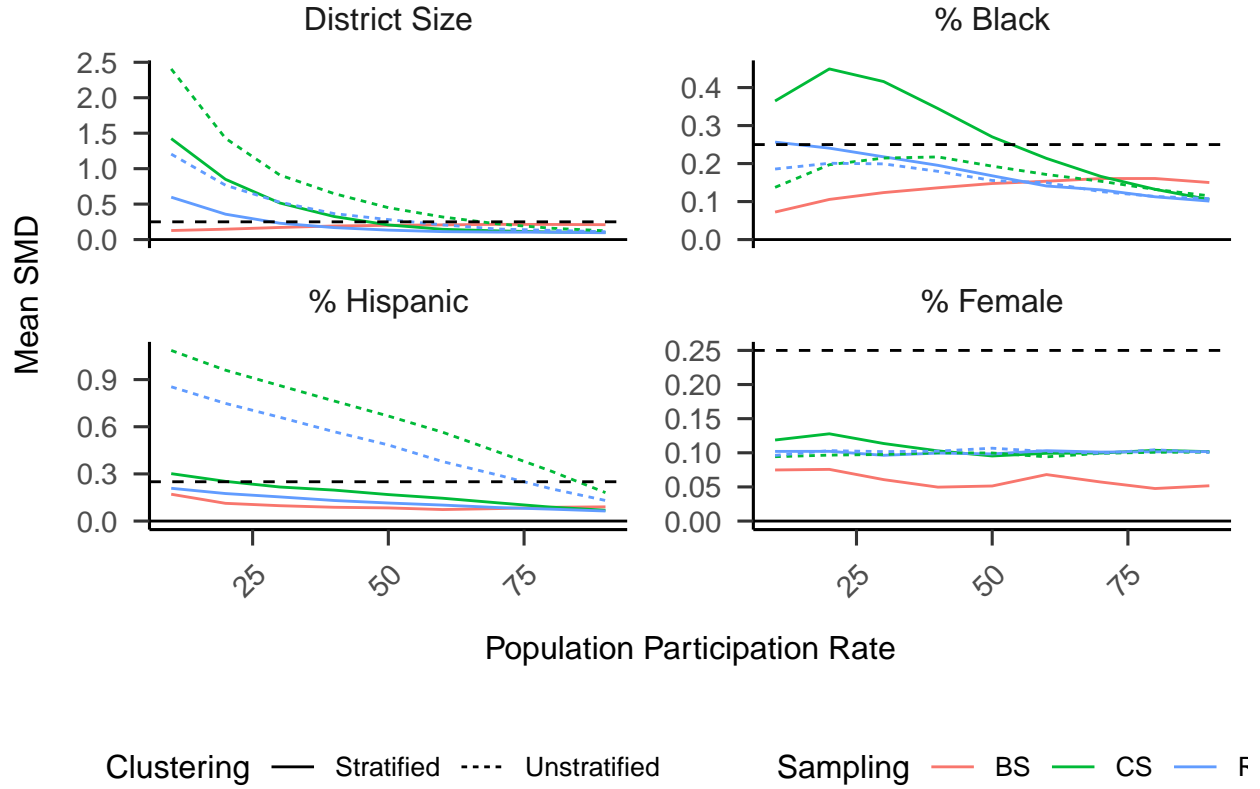 District Size
% Black
2.5
2.0
1.5
1.0
0.5
0.0
0.4
0.3
0.2
0.1
0.0
Mean SMD
% Hispanic
% Female
0.9
0.6
0.3
0.0
0.25
0.20
0.15
0.10
0.05
0.00
25 50 75
25 50 75
Population Participation Rate
Clustering Stratified Unstratified Sampling BS CS R